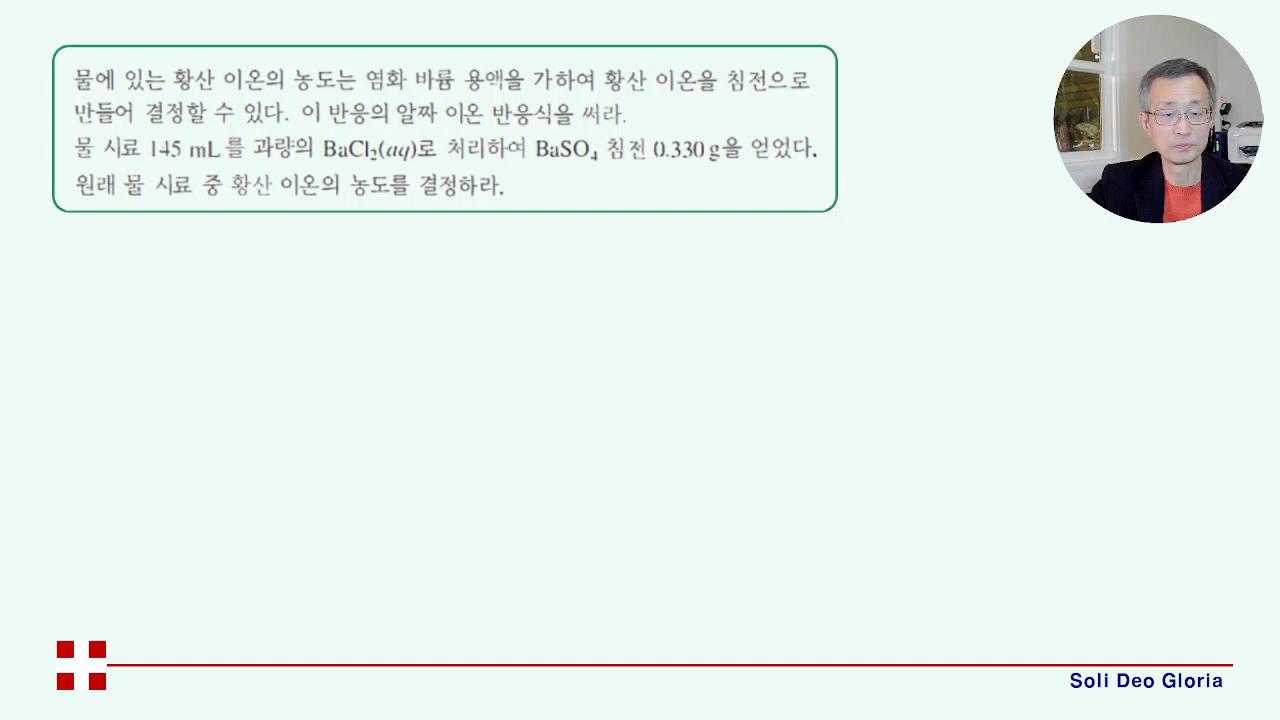 물에 있는 황산 이온의 농도는 염화 바륨 용액을 가하여 황산 이온을 침전으로
만들어 결정할 수 있다. 이 반응의 알짜 이온 반응식을 써라.
물 시료 145 mL를 과량의 BaCl₂(aq)로 처리하여 BaSO₄ 침전 0.330 g을 얻었다.
원래 물 시료 중 황산 이온의 농도를 결정하라.
Soli Deo Gloria